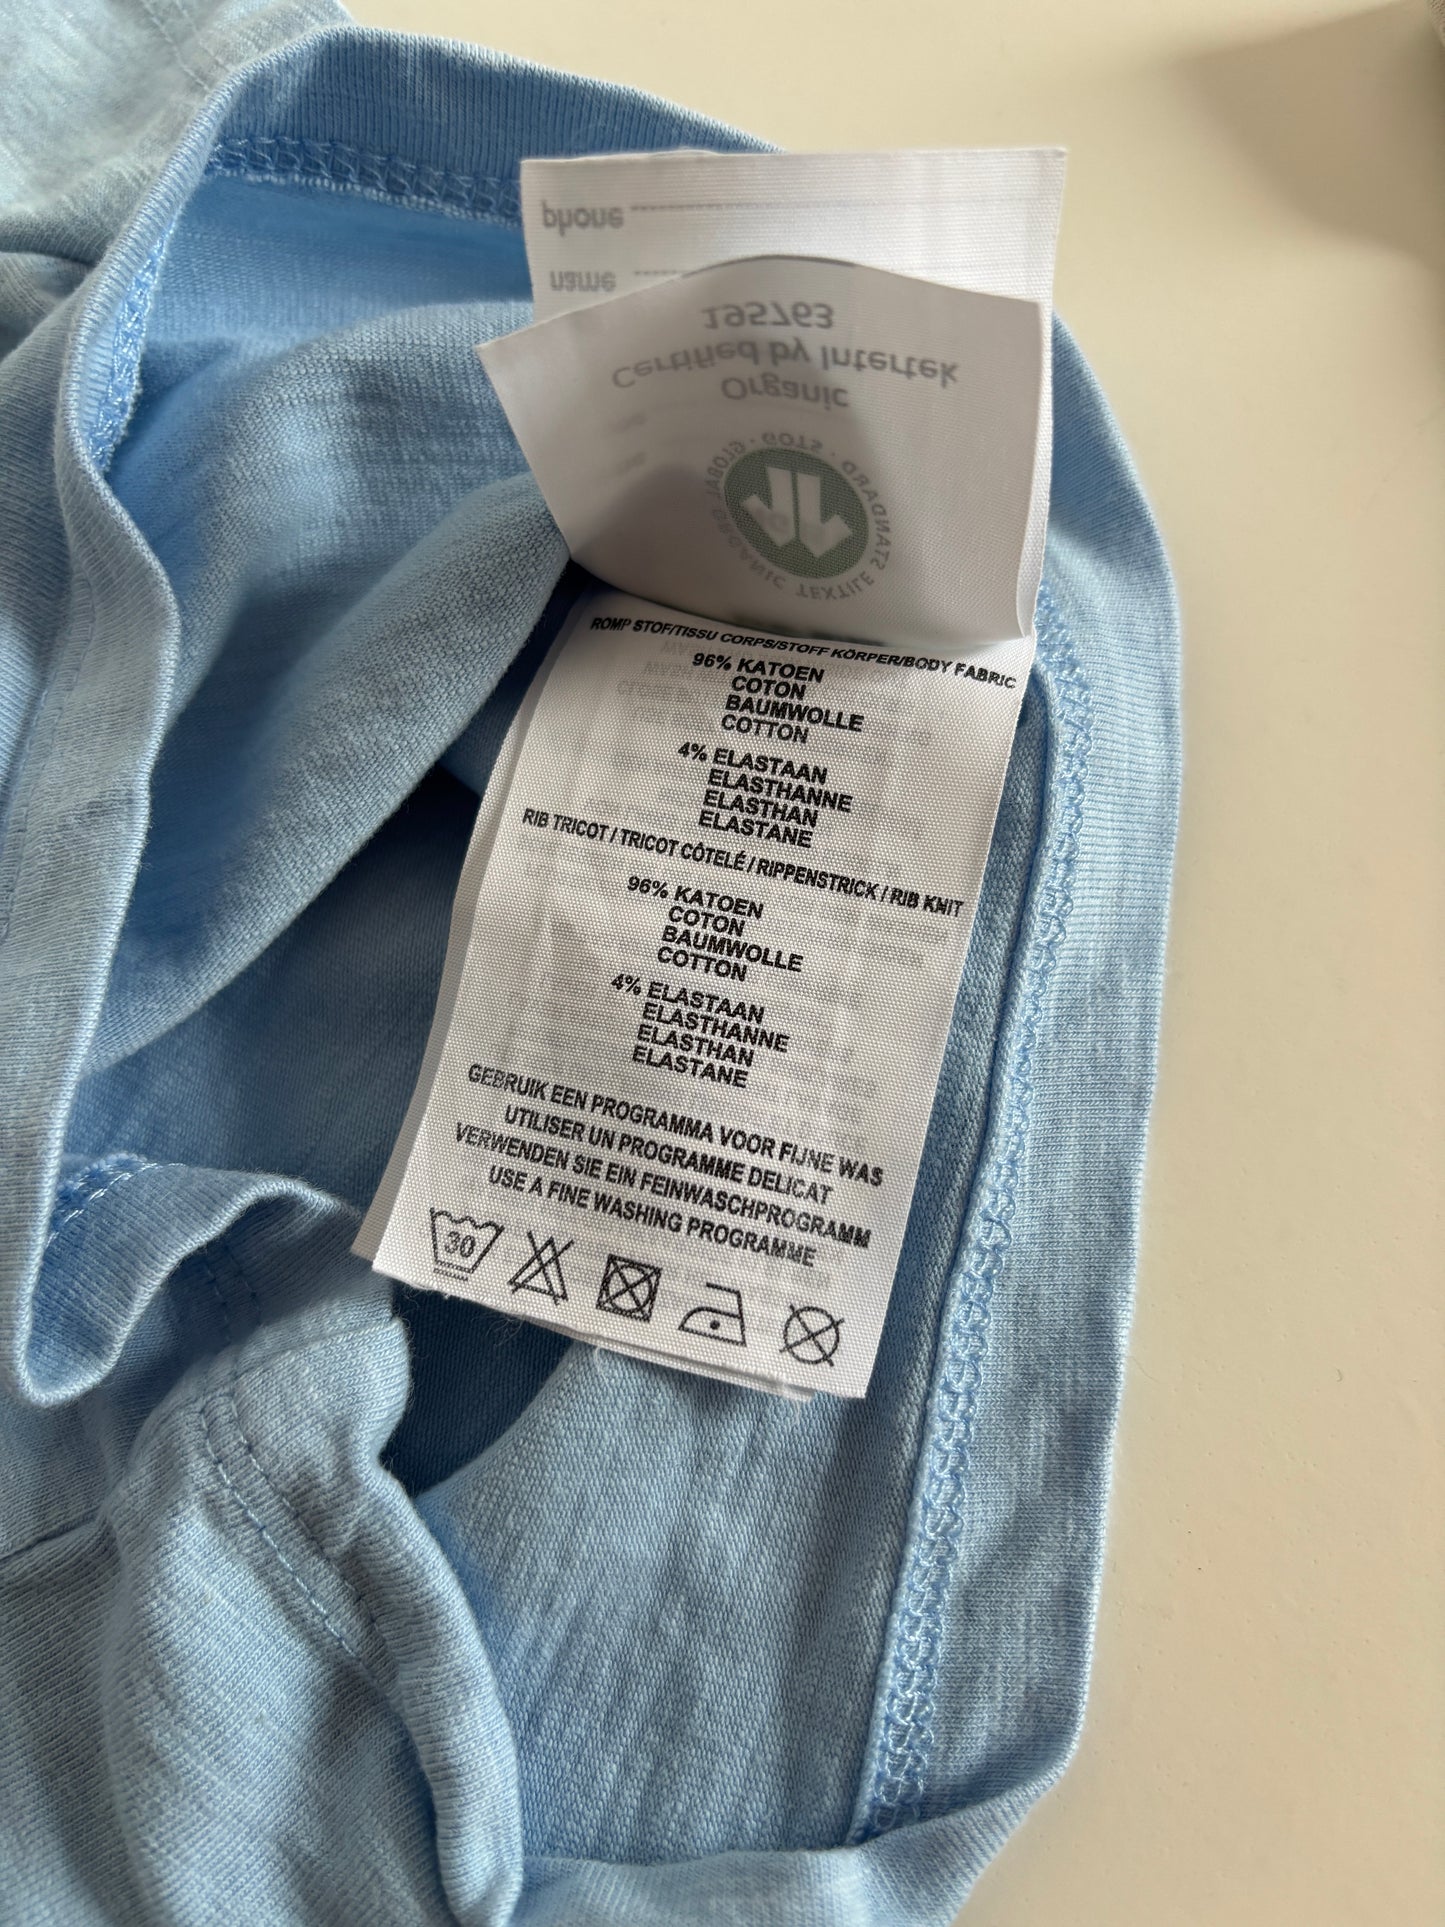 phone
name
195763
Certified by Intertek
Organic
GLOBAL ORGANIC TEXTILE STANDARD · GOTS ·
ROMP STOF/TISSU CORPS/STOFF KÖRPER/BODY FABRIC
96% KATOEN
COTON
BAUMWOLLE
COTTON
4% ELASTAAN
ELASTHANNE
ELASTHAN
ELASTANE
RIB TRICOT / TRICOT CÔTELÉ / RIPPENSTRICK / RIB KNIT
96% KATOEN
COTON
BAUMWOLLE
COTTON
4% ELASTAAN
ELASTHANNE
ELASTHAN
ELASTANE
GEBRUIK EEN PROGRAMMA VOOR FIJNE WAS
UTILISER UN PROGRAMME DELICAT
VERWENDEN SIE EIN FEINWASCHPROGRAMM
USE A FINE WASHING PROGRAMME
30